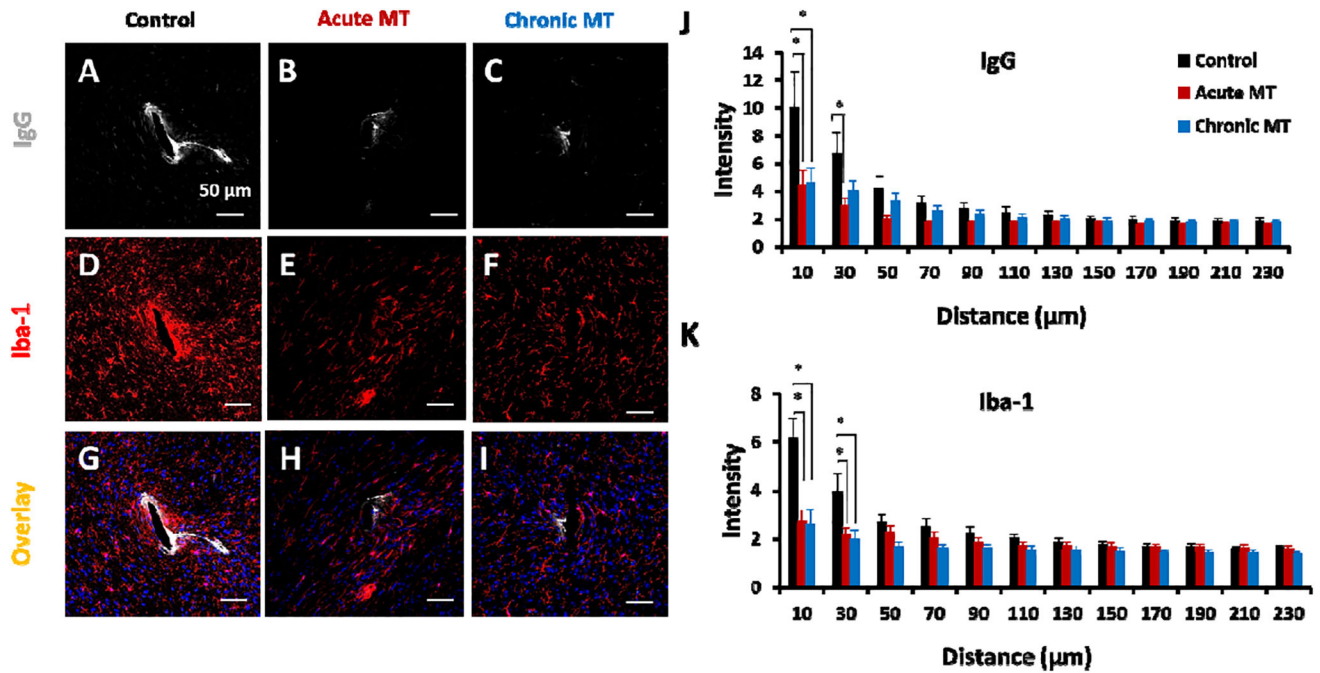 Control Acute MT Chronic MT
IgG
A B C
50 µm
Iba-1
D E F
Overlay
G H I
J
IgG
Control
Acute MT
Chronic MT
Intensity
14
12
10
8
6
4
2
0
* * *
10 30 50 70 90 110 130 150 170 190 210 230
Distance (µm)
K
Iba-1
Intensity
8
6
4
2
0
* * * *
10 30 50 70 90 110 130 150 170 190 210 230
Distance (µm)